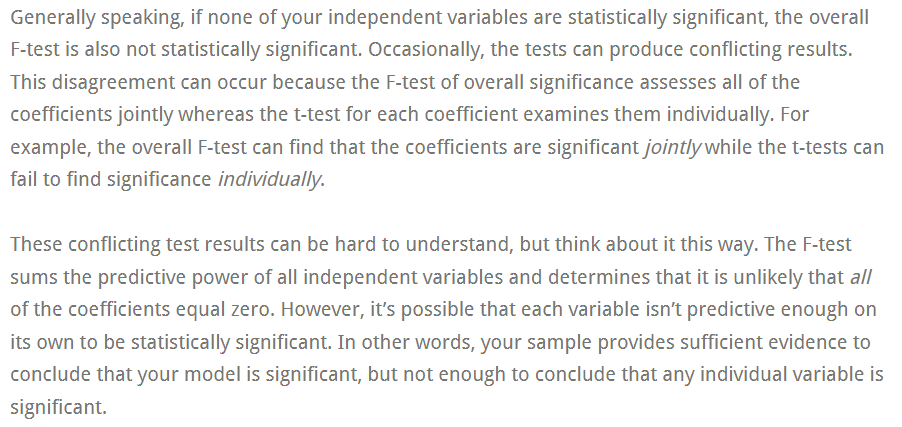 Generally speaking, if none of your independent variables are statistically significant, the overall
F-test is also not statistically significant. Occasionally, the tests can produce conflicting results.
This disagreement can occur because the F-test of overall significance assesses all of the
coefficients jointly whereas the t-test for each coefficient examines them individually. For
example, the overall F-test can find that the coefficients are significant jointly while the t-tests can
fail to find significance individually.
These conflicting test results can be hard to understand, but think about it this way. The F-test
sums the predictive power of all independent variables and determines that it is unlikely that all
of the coefficients equal zero. However, it’s possible that each variable isn’t predictive enough on
its own to be statistically significant. In other words, your sample provides sufficient evidence to
conclude that your model is significant, but not enough to conclude that any individual variable is
significant.